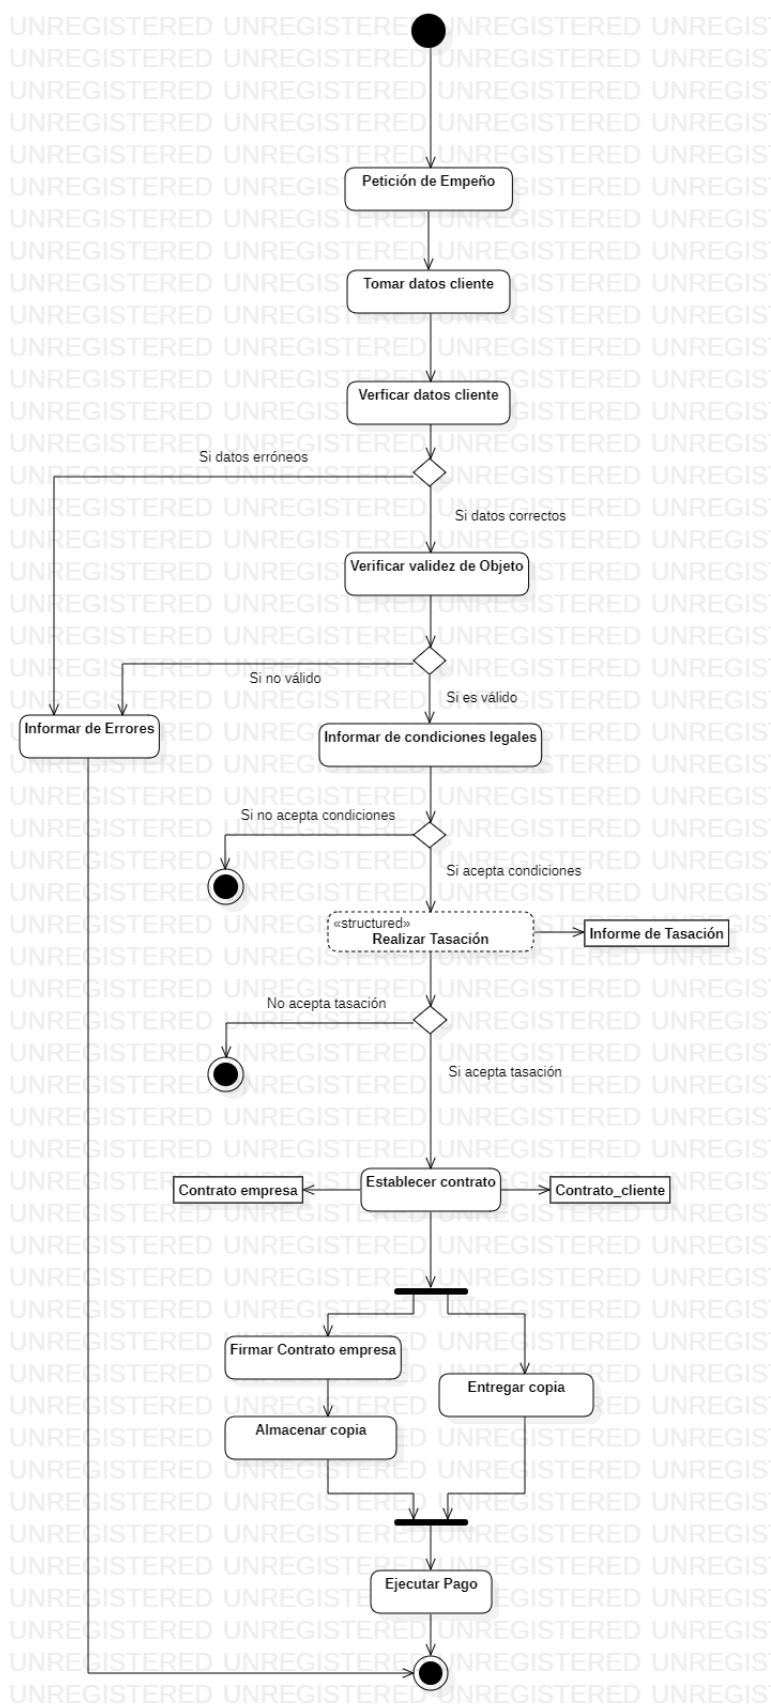 Petición de Empeño
Tomar datos cliente
Verficar datos cliente
Si datos erróneos
Si datos correctos
Verificar validez de Objeto
Si no válido
Si es válido
Informar de Errores
Informar de condiciones legales
Si no acepta condiciones
Si acepta condiciones
«structured»
Realizar Tasación
Informe de Tasación
No acepta tasación
Si acepta tasación
Establecer contrato
Contrato empresa
Contrato_cliente
Firmar Contrato empresa
Entregar copia
Almacenar copia
Ejecutar Pago
UNREGISTERED